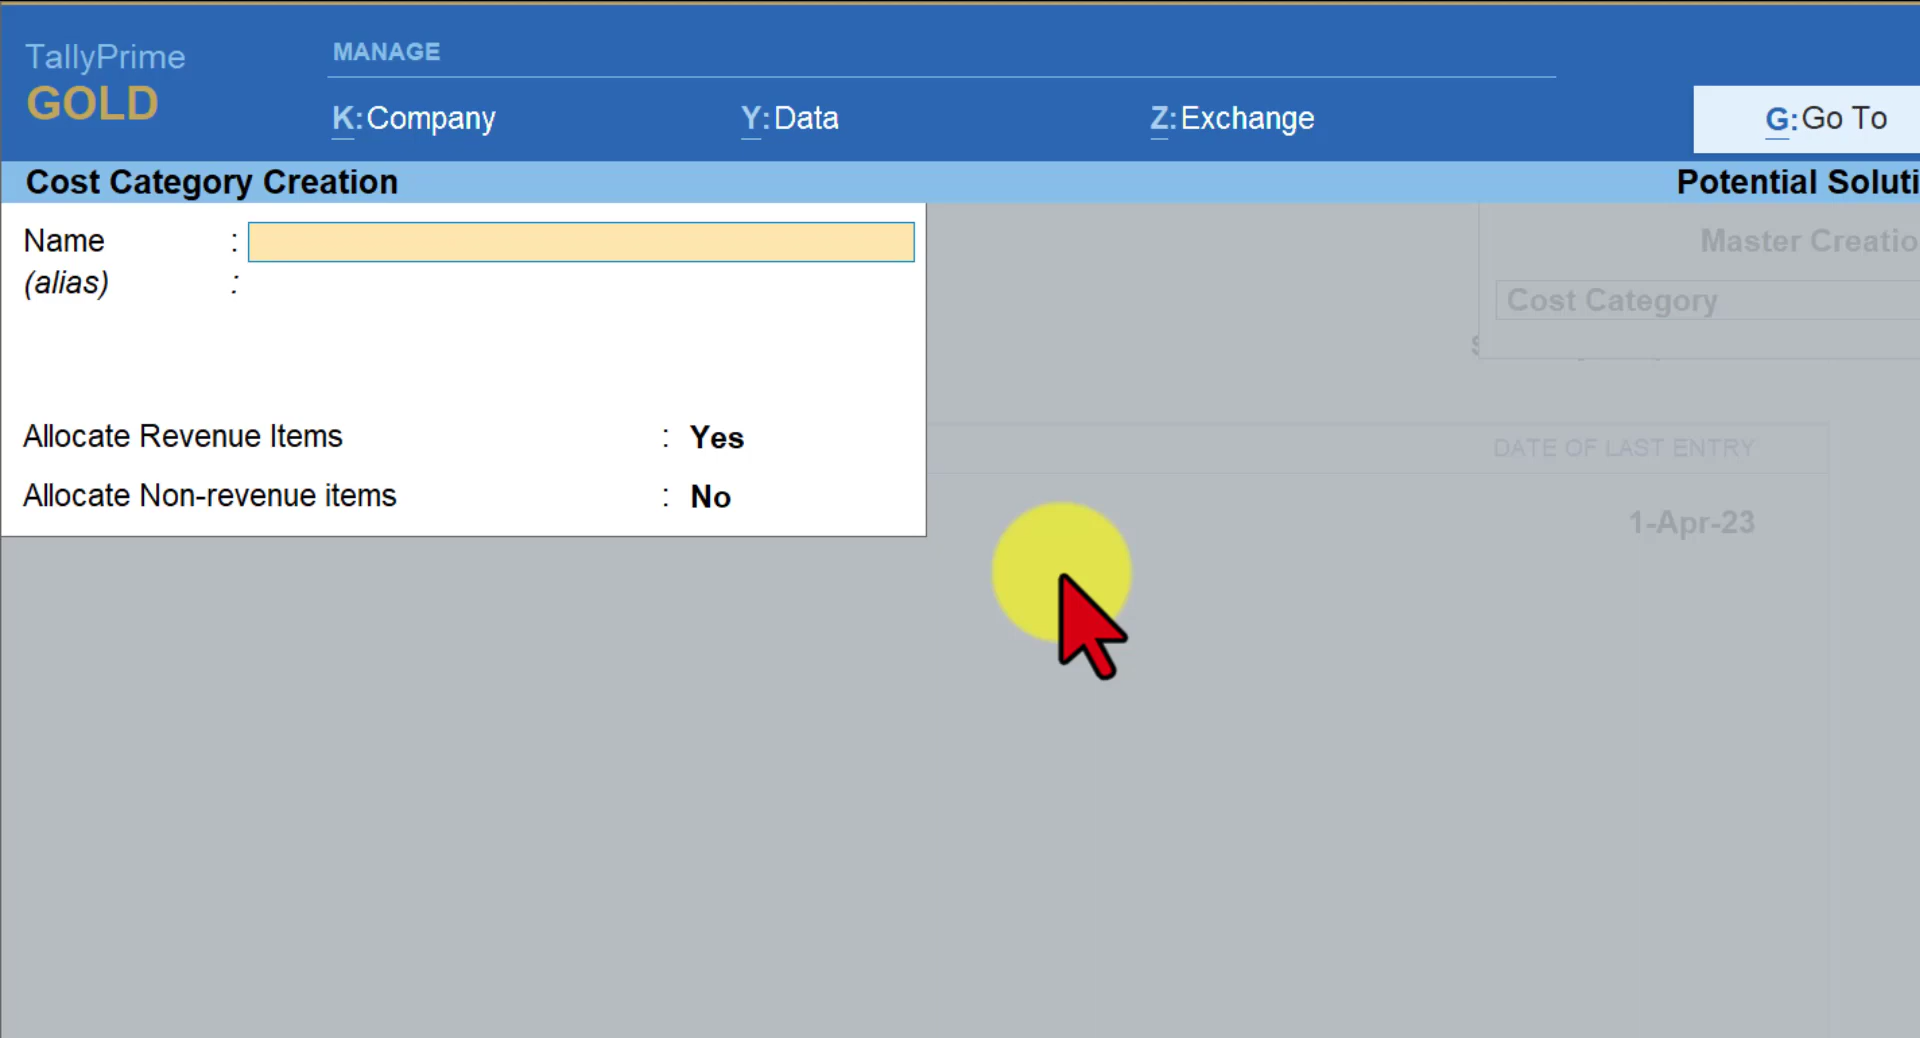 TallyPrime
GOLD
MANAGE
K:Company
Y:Data
Z:Exchange
G:Go To
Cost Category Creation
Potential Soluti
Name :
(alias) :
Master Creatio
Cost Category
Allocate Revenue Items : Yes
DATE OF LAST ENTRY
Allocate Non-revenue items : No
1-Apr-23